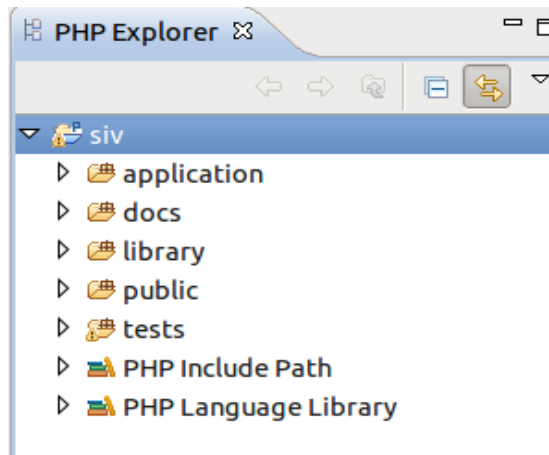 PHP Explorer
siv
application
docs
library
public
tests
PHP Include Path
PHP Language Library